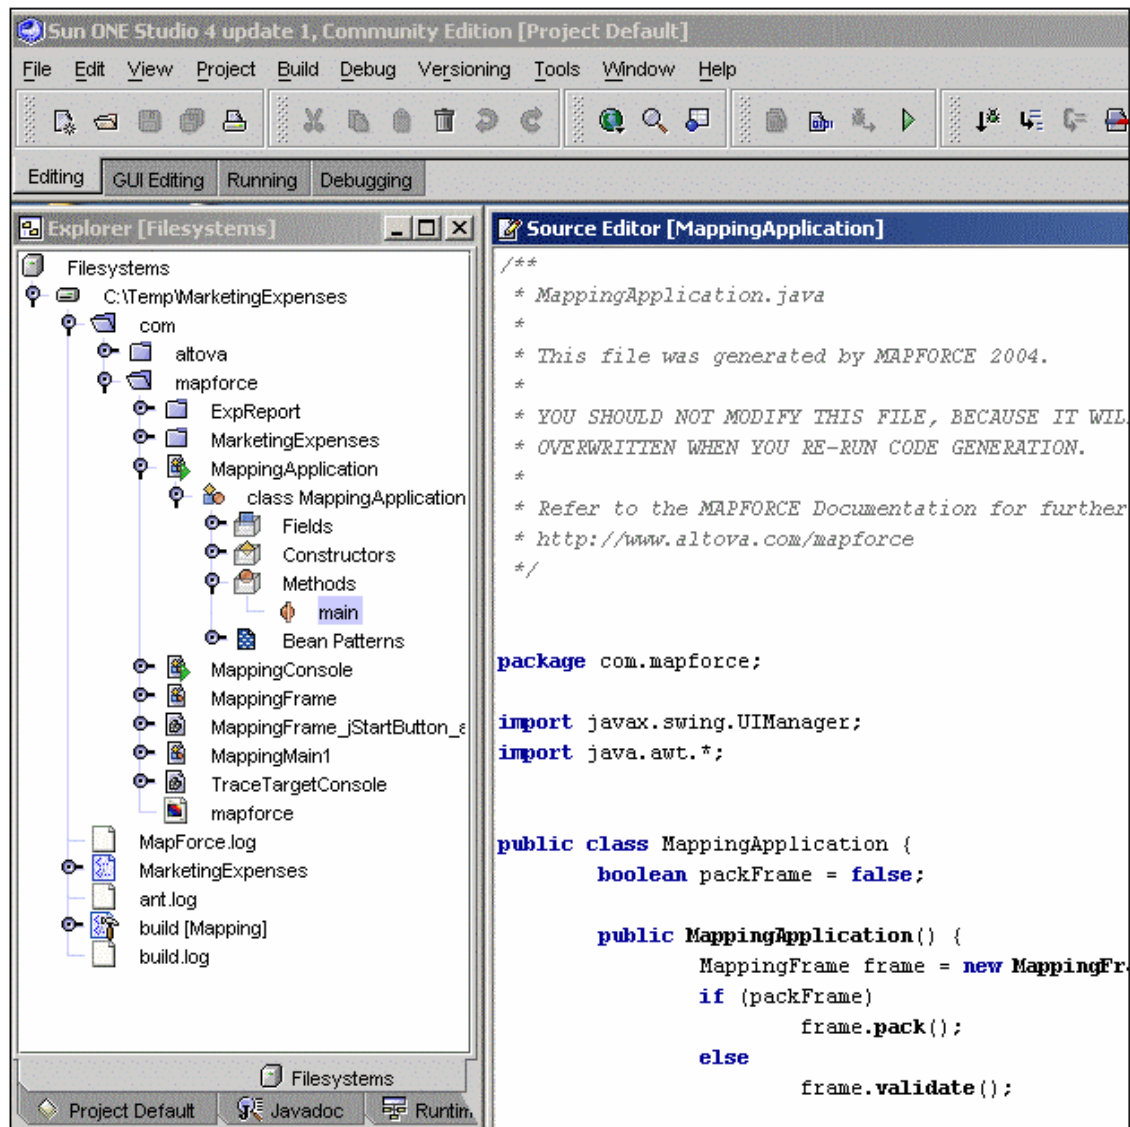 Sun ONE Studio 4 update 1, Community Edition [Project Default]
File Edit View Project Build Debug Versioning Tools Window Help
Editing GUI Editing Running Debugging
Explorer [Filesystems]
Filesystems
C:\Temp\MarketingExpenses
com
altova
mapforce
ExpReport
MarketingExpenses
MappingApplication
class MappingApplication
Fields
Constructors
Methods
main
Bean Patterns
MappingConsole
MappingFrame
MappingFrame_jStartButton_a
MappingMain1
TraceTargetConsole
mapforce
MapForce.log
MarketingExpenses
ant.log
build [Mapping]
build.log
Filesystems
Project Default Javadoc Runtim
Source Editor [MappingApplication]
/**
* MappingApplication.java
*
* This file was generated by MAPFORCE 2004.
*
* YOU SHOULD NOT MODIFY THIS FILE, BECAUSE IT WIL
* OVERWRITTEN WHEN YOU RE-RUN CODE GENERATION.
*
* Refer to the MAPFORCE Documentation for further
* http://www.altova.com/mapforce
*/
package com.mapforce;
import javax.swing.UIManager;
import java.awt.*;
public class MappingApplication {
boolean packFrame = false;
public MappingApplication() {
MappingFrame frame = new MappingFra
if (packFrame)
frame.pack();
else
frame.validate();